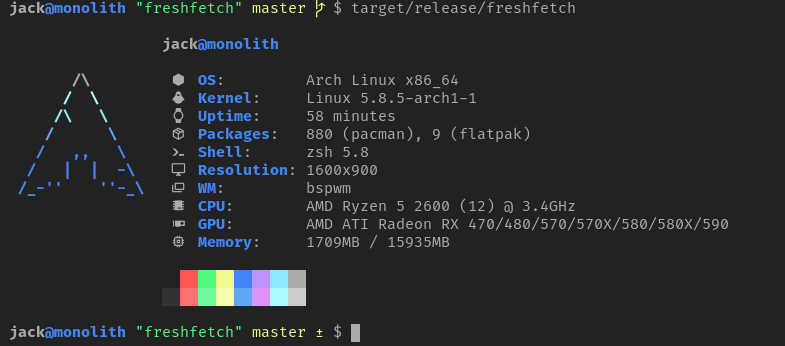 jack@monolith "freshfetch" master $ target/release/freshfetch
jack@monolith
OS: Arch Linux x86_64
Kernel: Linux 5.8.5-arch1-1
Uptime: 58 minutes
Packages: 880 (pacman), 9 (flatpak)
Shell: zsh 5.8
Resolution: 1600x900
WM: bspwm
CPU: AMD Ryzen 5 2600 (12) @ 3.4GHz
GPU: AMD ATI Radeon RX 470/480/570/570X/580/580X/590
Memory: 1709MB / 15935MB
jack@monolith "freshfetch" master ± $